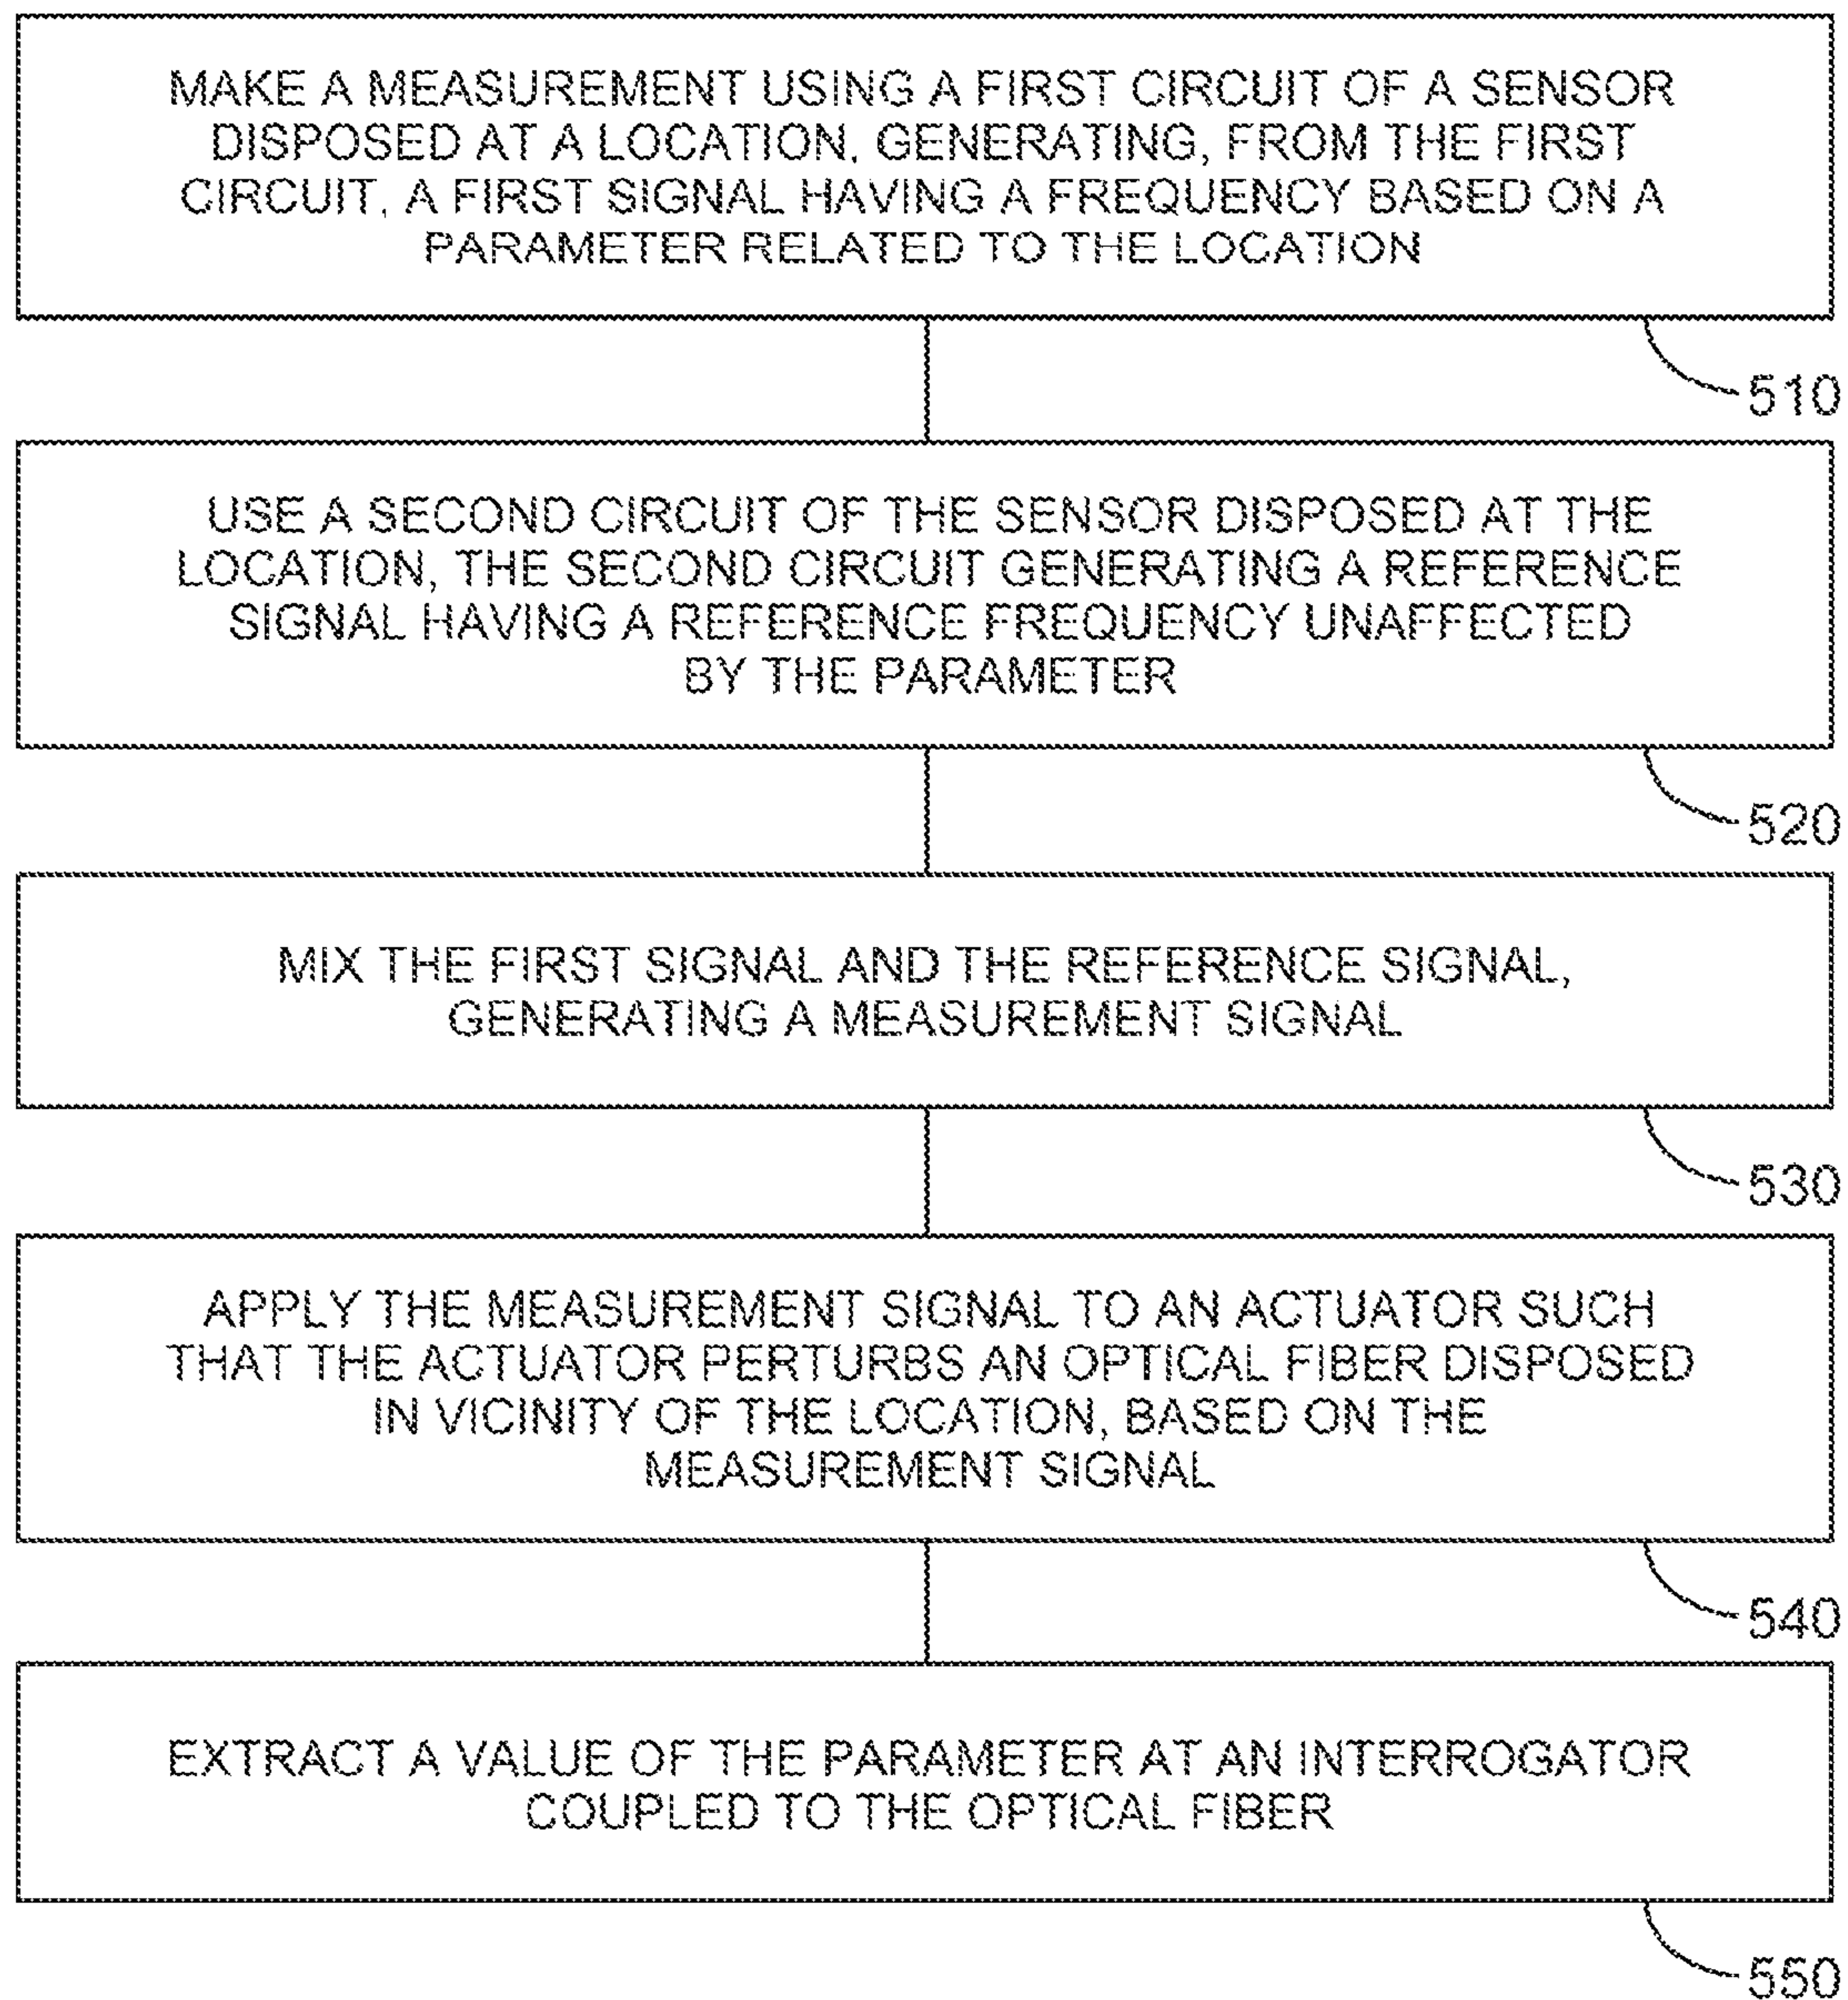 MAKE A MEASUREMENT USING A FIRST CIRCUIT OF A SENSOR
DISPOSED AT A LOCATION, GENERATING, FROM THE FIRST
CIRCUIT, A FIRST SIGNAL HAVING A FREQUENCY BASED ON A
PARAMETER RELATED TO THE LOCATION
510
USE A SECOND CIRCUIT OF THE SENSOR DISPOSED AT THE
LOCATION, THE SECOND CIRCUIT GENERATING A REFERENCE
SIGNAL HAVING A REFERENCE FREQUENCY UNAFFECTED
BY THE PARAMETER
520
MIX THE FIRST SIGNAL AND THE REFERENCE SIGNAL,
GENERATING A MEASUREMENT SIGNAL
530
APPLY THE MEASUREMENT SIGNAL TO AN ACTUATOR SUCH
THAT THE ACTUATOR PERTURBS AN OPTICAL FIBER DISPOSED
IN VICINITY OF THE LOCATION, BASED ON THE
MEASUREMENT SIGNAL
540
EXTRACT A VALUE OF THE PARAMETER AT AN INTERROGATOR
COUPLED TO THE OPTICAL FIBER
550